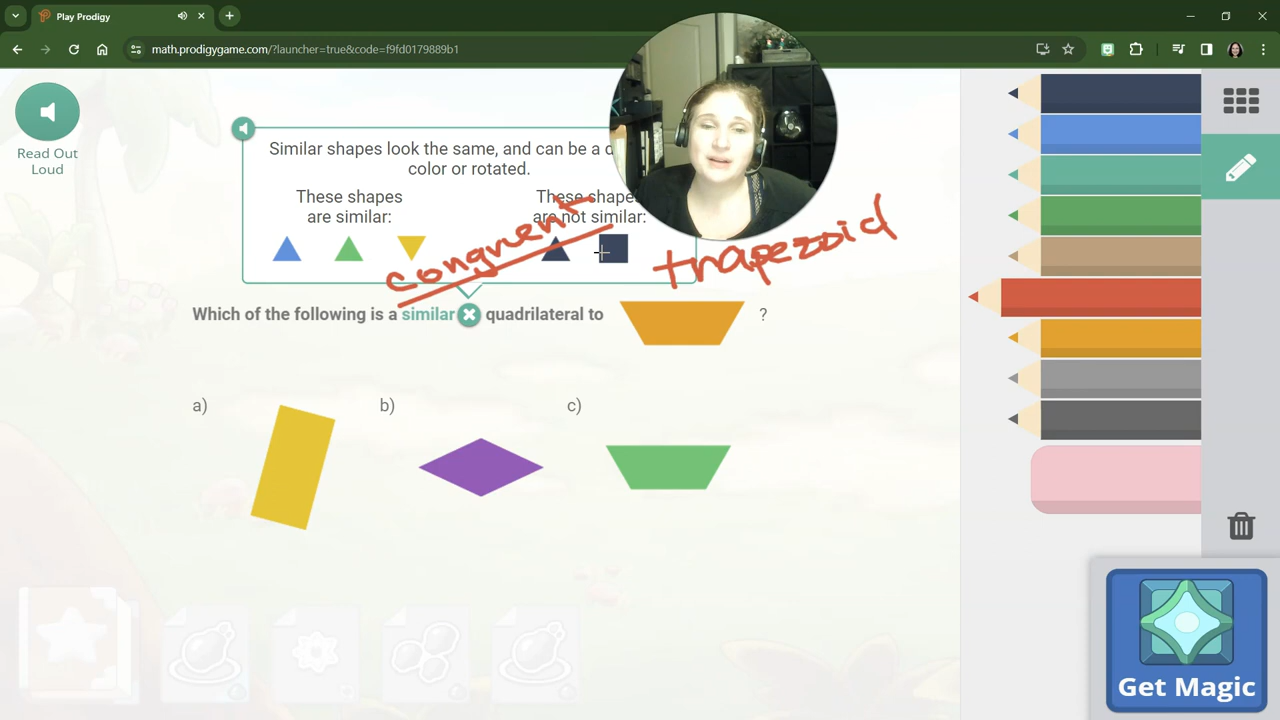 Play Prodigy
math.prodigygame.com/?launcher=true&code=f9fd0179889b1
Read Out
Loud
Similar shapes look the same, and can be a
color or rotated.
These shapes
are similar:
These shape
are not similar:
congruent
trapezoid
Which of the following is a similar quadrilateral to ?
a)
b)
c)
Get Magic